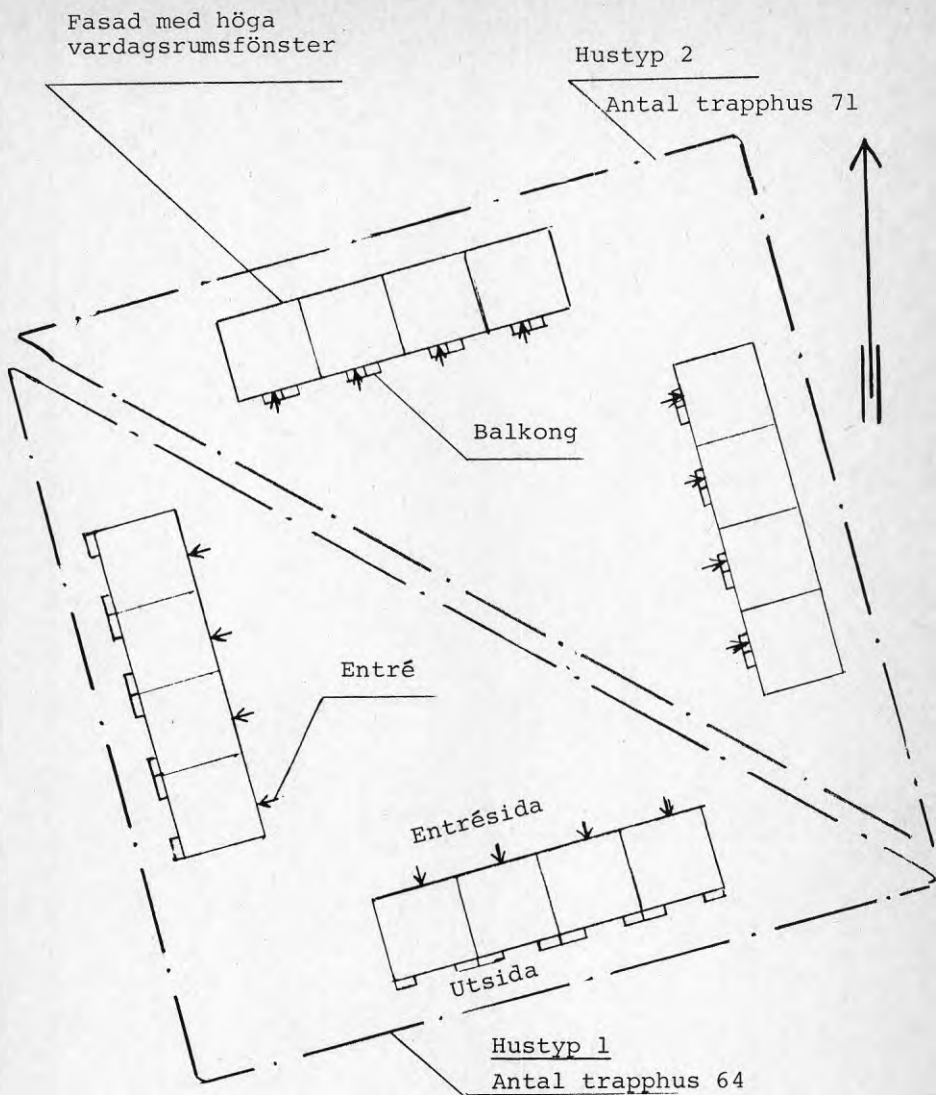 Fasad med höga
vardagsrumsfönster
Hustyp 2
Antal trapphus 71
Balkong
Entré
Entrésida
Utsida
Hustyp 1
Antal trapphus 64